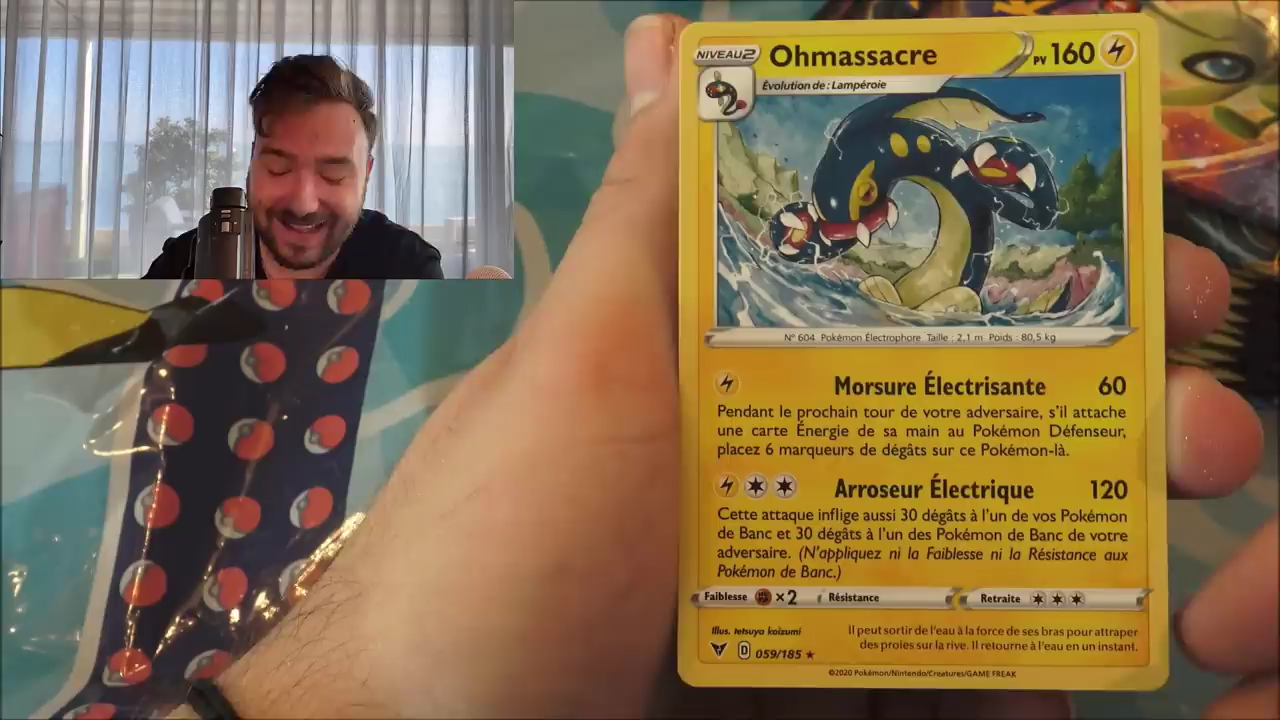 NIVEAU 2
Ohmassacre
PV 160
Évolution de : Lampéroie
N° 604 Pokémon Électrophore Taille : 2,1 m Poids : 80,5 kg
Morsure Électrisante 60
Pendant le prochain tour de votre adversaire, s'il attache
une carte Énergie de sa main au Pokémon Défenseur,
placez 6 marqueurs de dégâts sur ce Pokémon-là.
Arroseur Électrique 120
Cette attaque inflige aussi 30 dégâts à l'un de vos Pokémon
de Banc et 30 dégâts à l'un des Pokémon de Banc de votre
adversaire. (N'appliquez ni la Faiblesse ni la Résistance aux
Pokémon de Banc.)
Faiblesse ×2 Résistance Retraite
Illus. tetsuya koizumi
Il peut sortir de l'eau à la force de ses bras pour attraper
des proies sur la rive. Il retourne à l'eau en un instant.
D 059/185 ★
©2020 Pokémon/Nintendo/Creatures/GAME FREAK